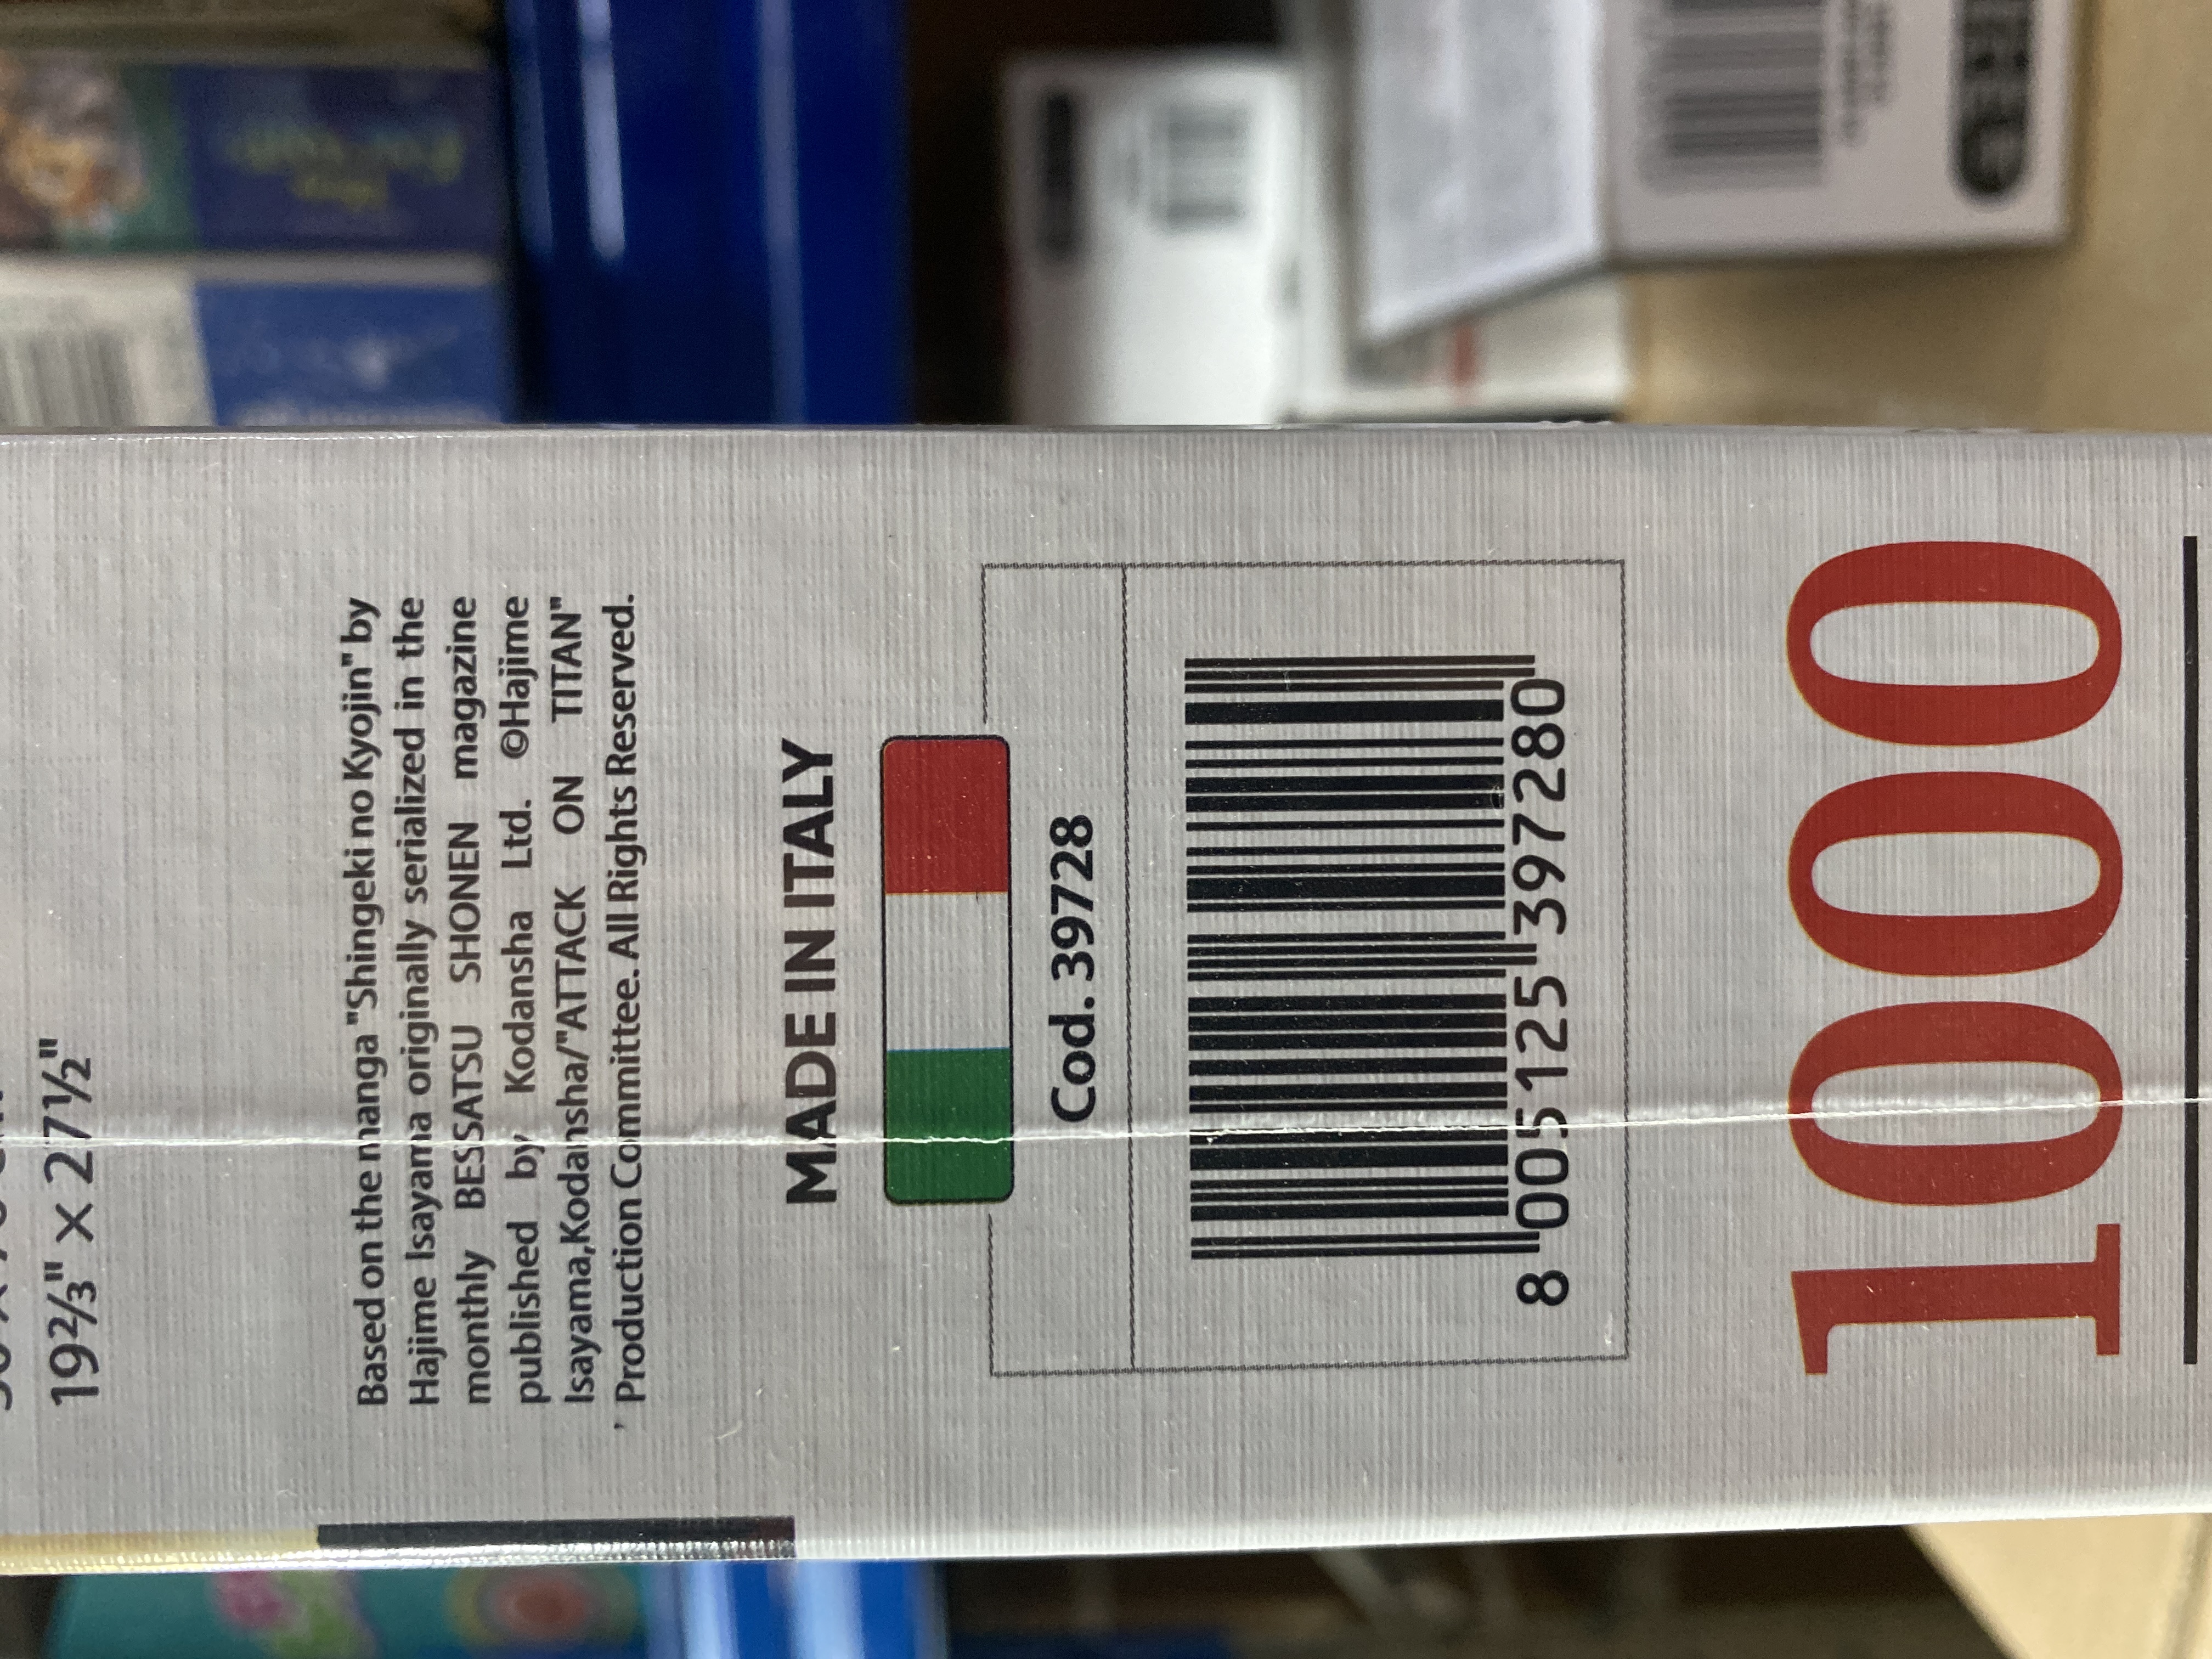 19⅔" x 27½"
Based on the manga "Shingeki no Kyojin" by
Hajime Isayama originally serialized in the
monthly BESSATSU SHONEN magazine
published by Kodansha Ltd. ©Hajime
Isayama,Kodansha/"ATTACK ON TITAN"
, Production Committee. All Rights Reserved.
MADE IN ITALY
Cod. 39728
8 005125 397280
1000